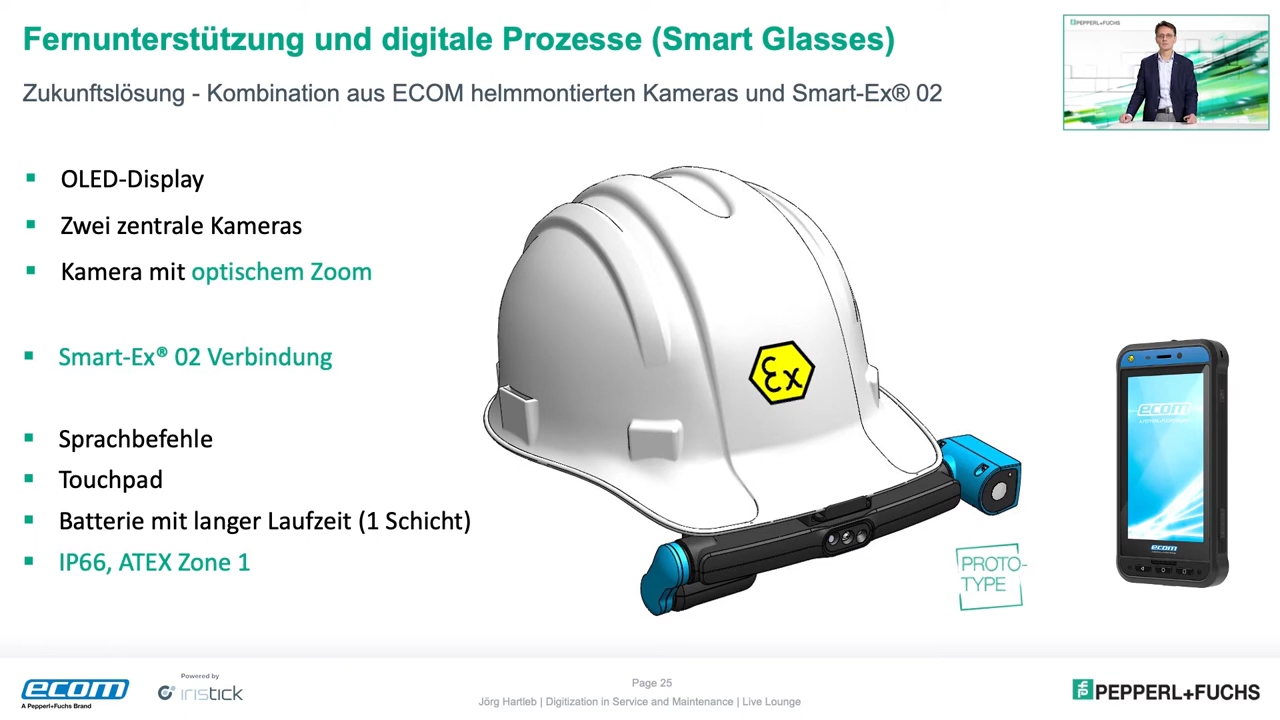 Fernunterstützung und digitale Prozesse (Smart Glasses)
PEPPERL+FUCHS
Zukunftslösung - Kombination aus ECOM helmmontierten Kameras und Smart-Ex® 02
▪ OLED-Display
▪ Zwei zentrale Kameras
▪ Kamera mit optischem Zoom
▪ Smart-Ex® 02 Verbindung
▪ Sprachbefehle
▪ Touchpad
▪ Batterie mit langer Laufzeit (1 Schicht)
▪ IP66, ATEX Zone 1
Ex
PROTO-
TYPE
ecom
ecom
ecom
A Pepperl+Fuchs Brand
Powered by
iristick
Page 25
Jörg Hartleb | Digitization in Service and Maintenance | Live Lounge
PEPPERL+FUCHS